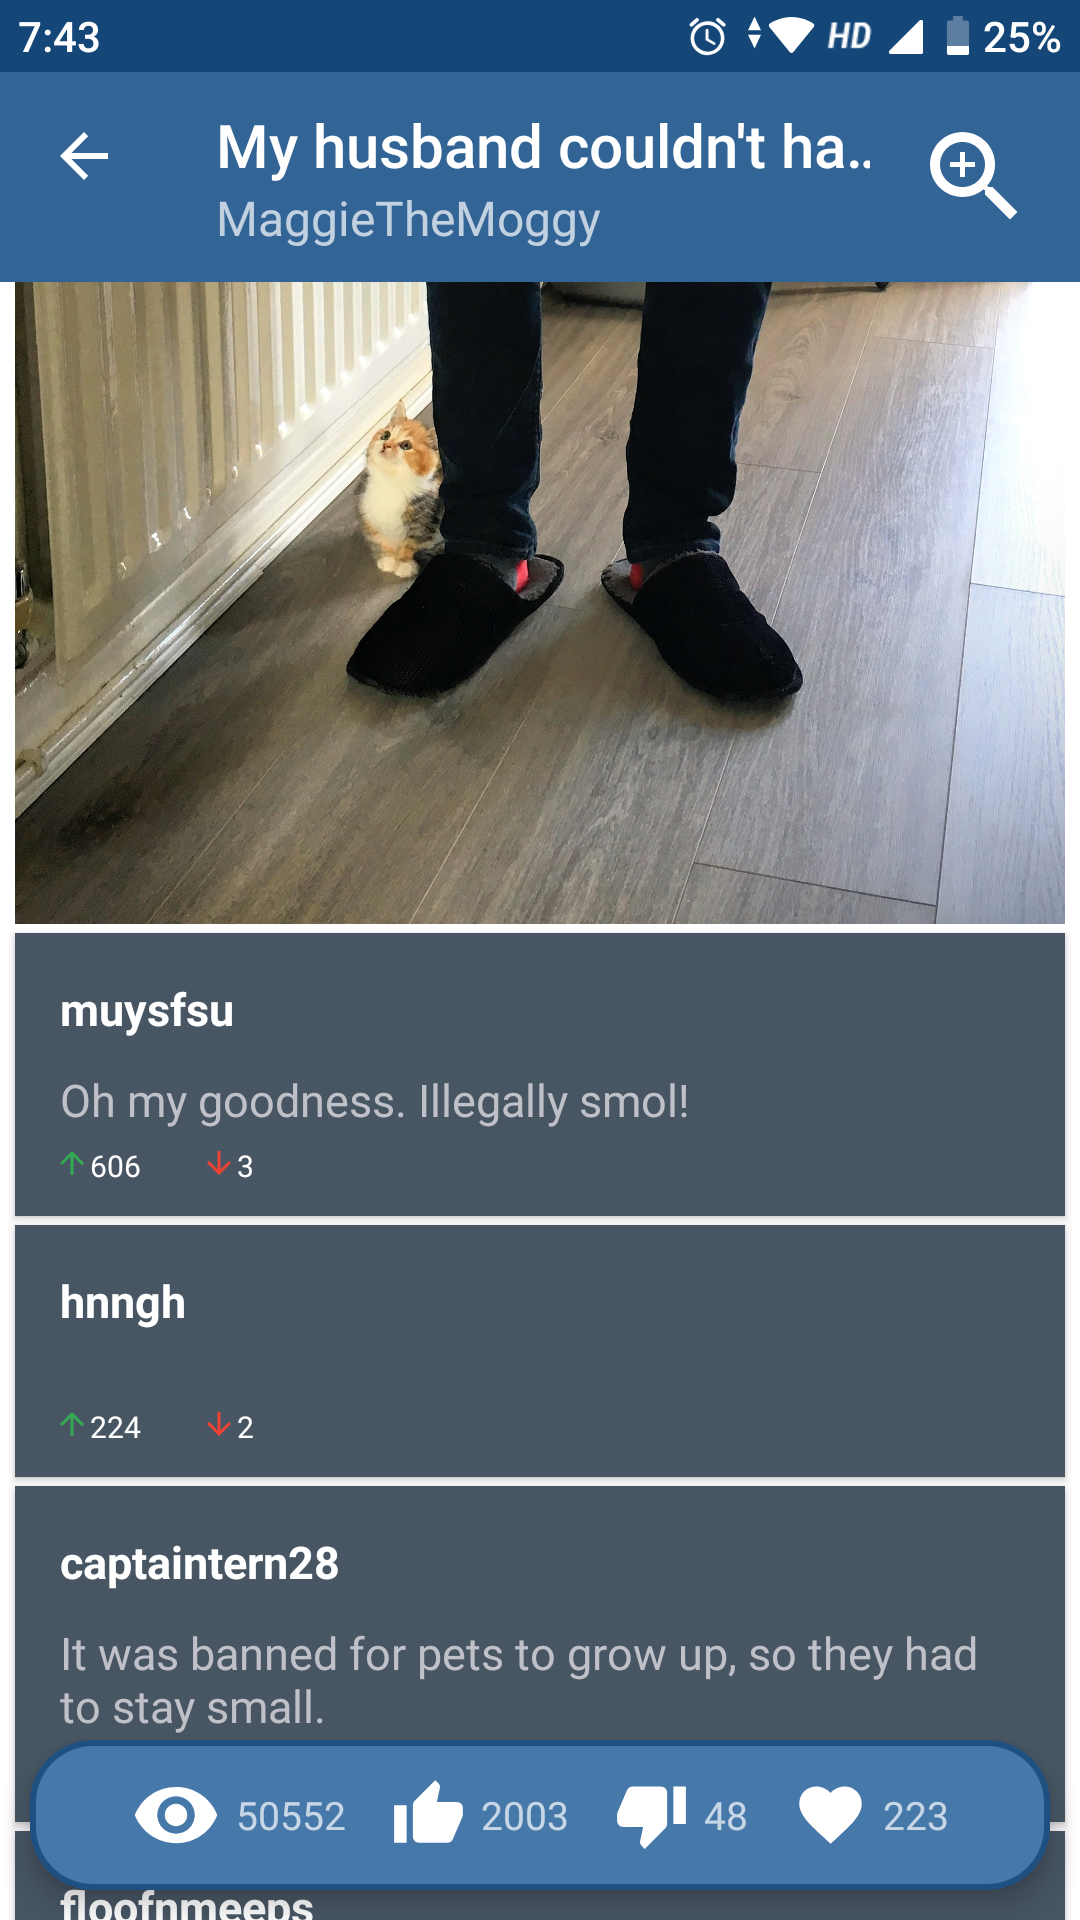 7:43
HD
25%
My husband couldn't ha..
MaggieTheMoggy
muysfsu
Oh my goodness. Illegally smol!
606 3
hnngh
224 2
captaintern28
It was banned for pets to grow up, so they had
to stay small.
50552 2003 48 223
floofnmeeps